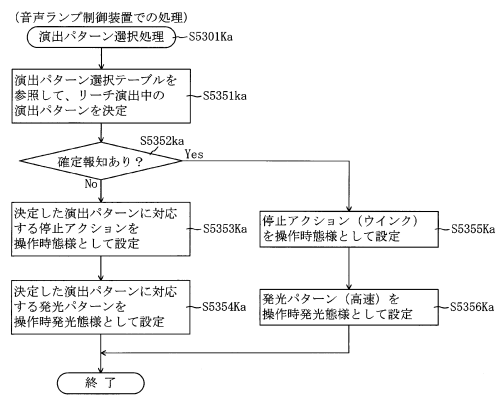 (音声ランプ制御装置での処理)
演出パターン選択処理
S5301Ka
演出パターン選択テーブルを
参照して、リーチ演出中の
演出パターンを決定
S5351ka
S5352ka
確定報知あり?
Yes
No
決定した演出パターンに対応
する停止アクションを
操作時態様として設定
S5353Ka
停止アクション(ウインク)
を操作時態様として設定
S5355Ka
決定した演出パターンに対応
する発光パターンを
操作時発光態様として設定
S5354Ka
発光パターン(高速)を
操作時発光態様として設定
S5356Ka
終 了